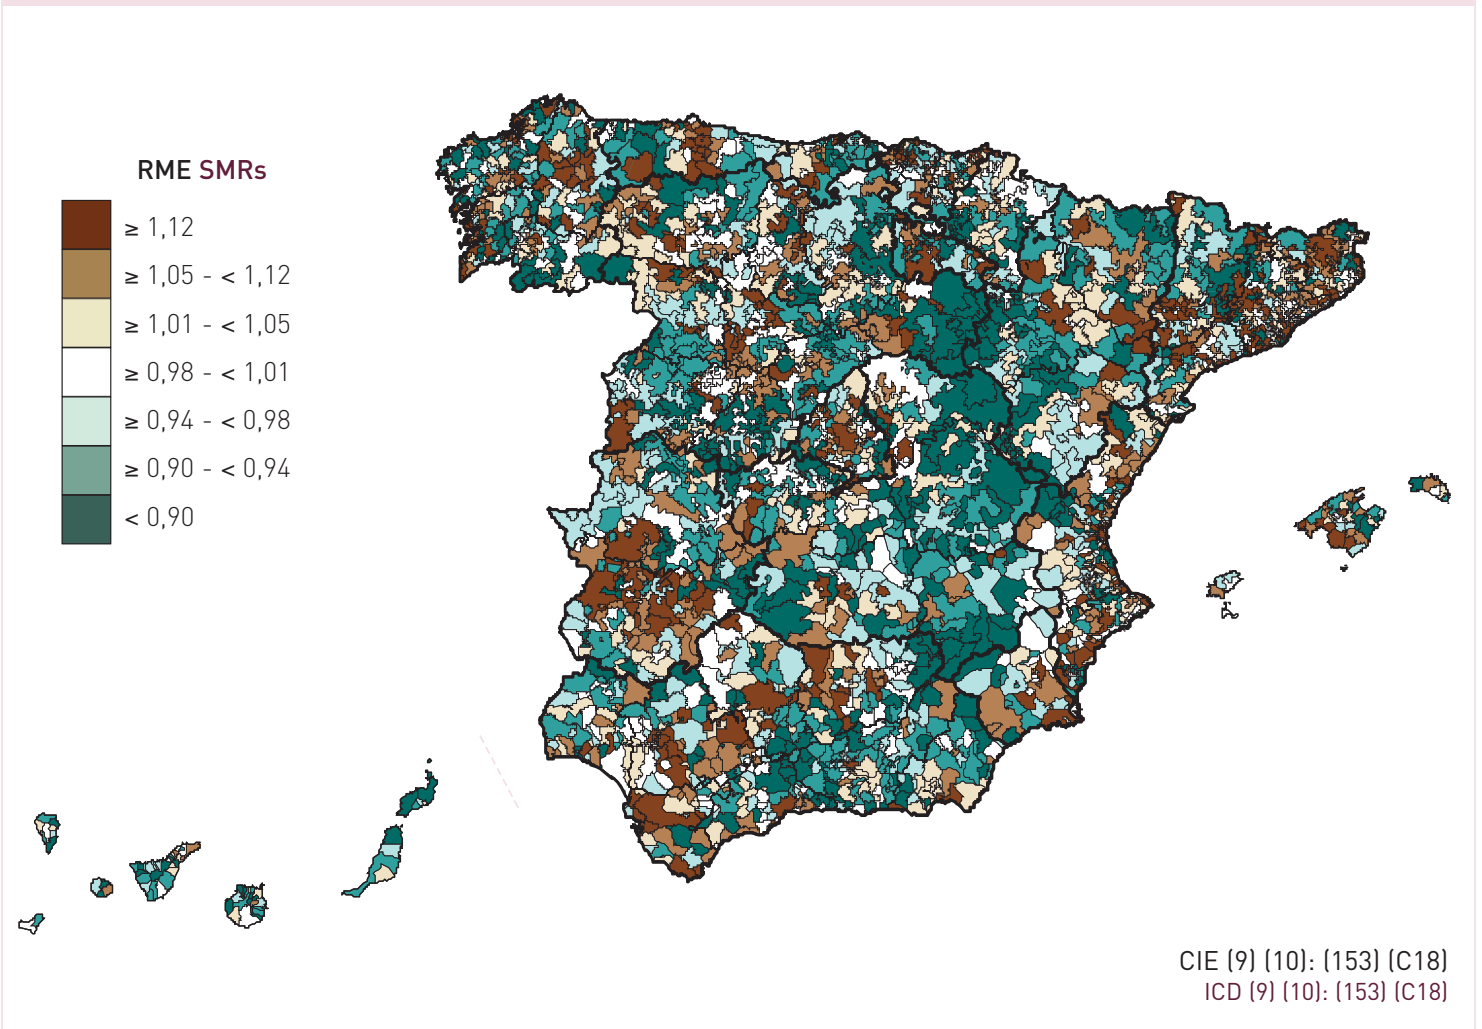 RME SMRs
≥ 1,12
≥ 1,05 - < 1,12
≥ 1,01 - < 1,05
≥ 0,98 - < 1,01
≥ 0,94 - < 0,98
≥ 0,90 - < 0,94
< 0,90
CIE (9) (10): (153) (C18)
ICD (9) (10): (153) (C18)